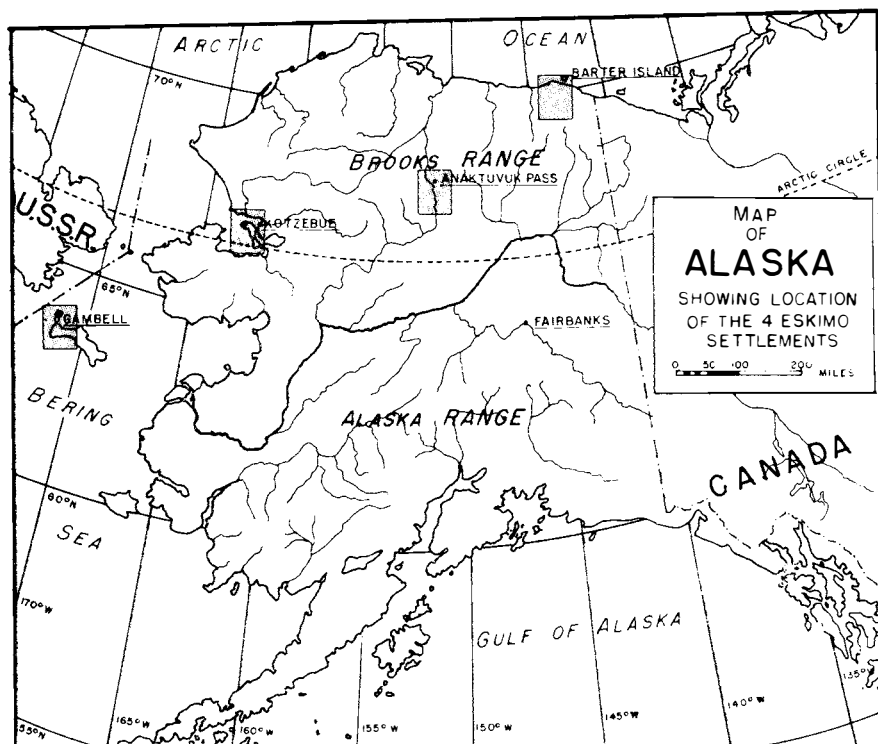 ARCTIC OCEAN
70°N
BARTER ISLAND
BROOKS RANGE
ANAKTUVUK PASS
ARCTIC CIRCLE
U.S.S.R.
KOTZEBUE
65°N
GAMBELL
MAP
OF
ALASKA
SHOWING LOCATION
OF THE 4 ESKIMO
SETTLEMENTS
0 50 100 200 MILES
FAIRBANKS
BERING
ALASKA RANGE
CANADA
60°N
SEA
170°W
GULF OF ALASKA
135°W
55°N
165°W
160°W
155°W
150°W
145°W
140°W